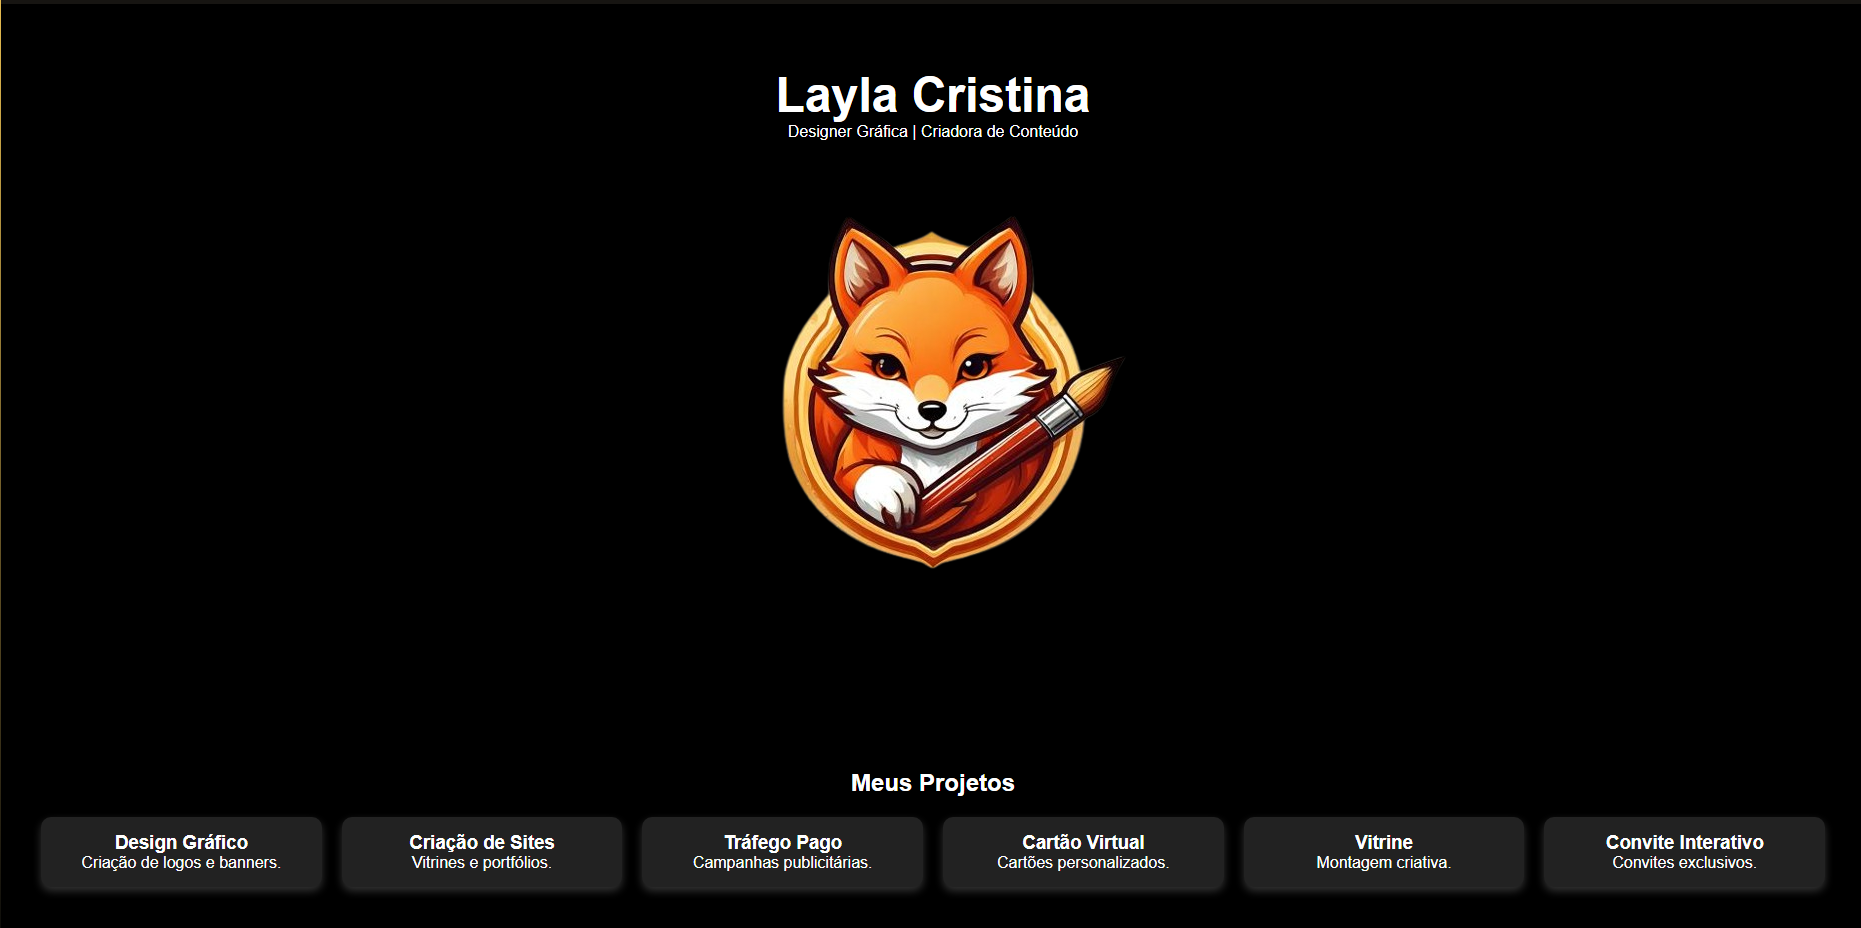 Layla Cristina
Designer Gráfica | Criadora de Conteúdo
Meus Projetos
Design Gráfico
Criação de logos e banners.
Criação de Sites
Vitrines e portfólios.
Tráfego Pago
Campanhas publicitárias.
Cartão Virtual
Cartões personalizados.
Vitrine
Montagem criativa.
Convite Interativo
Convites exclusivos.